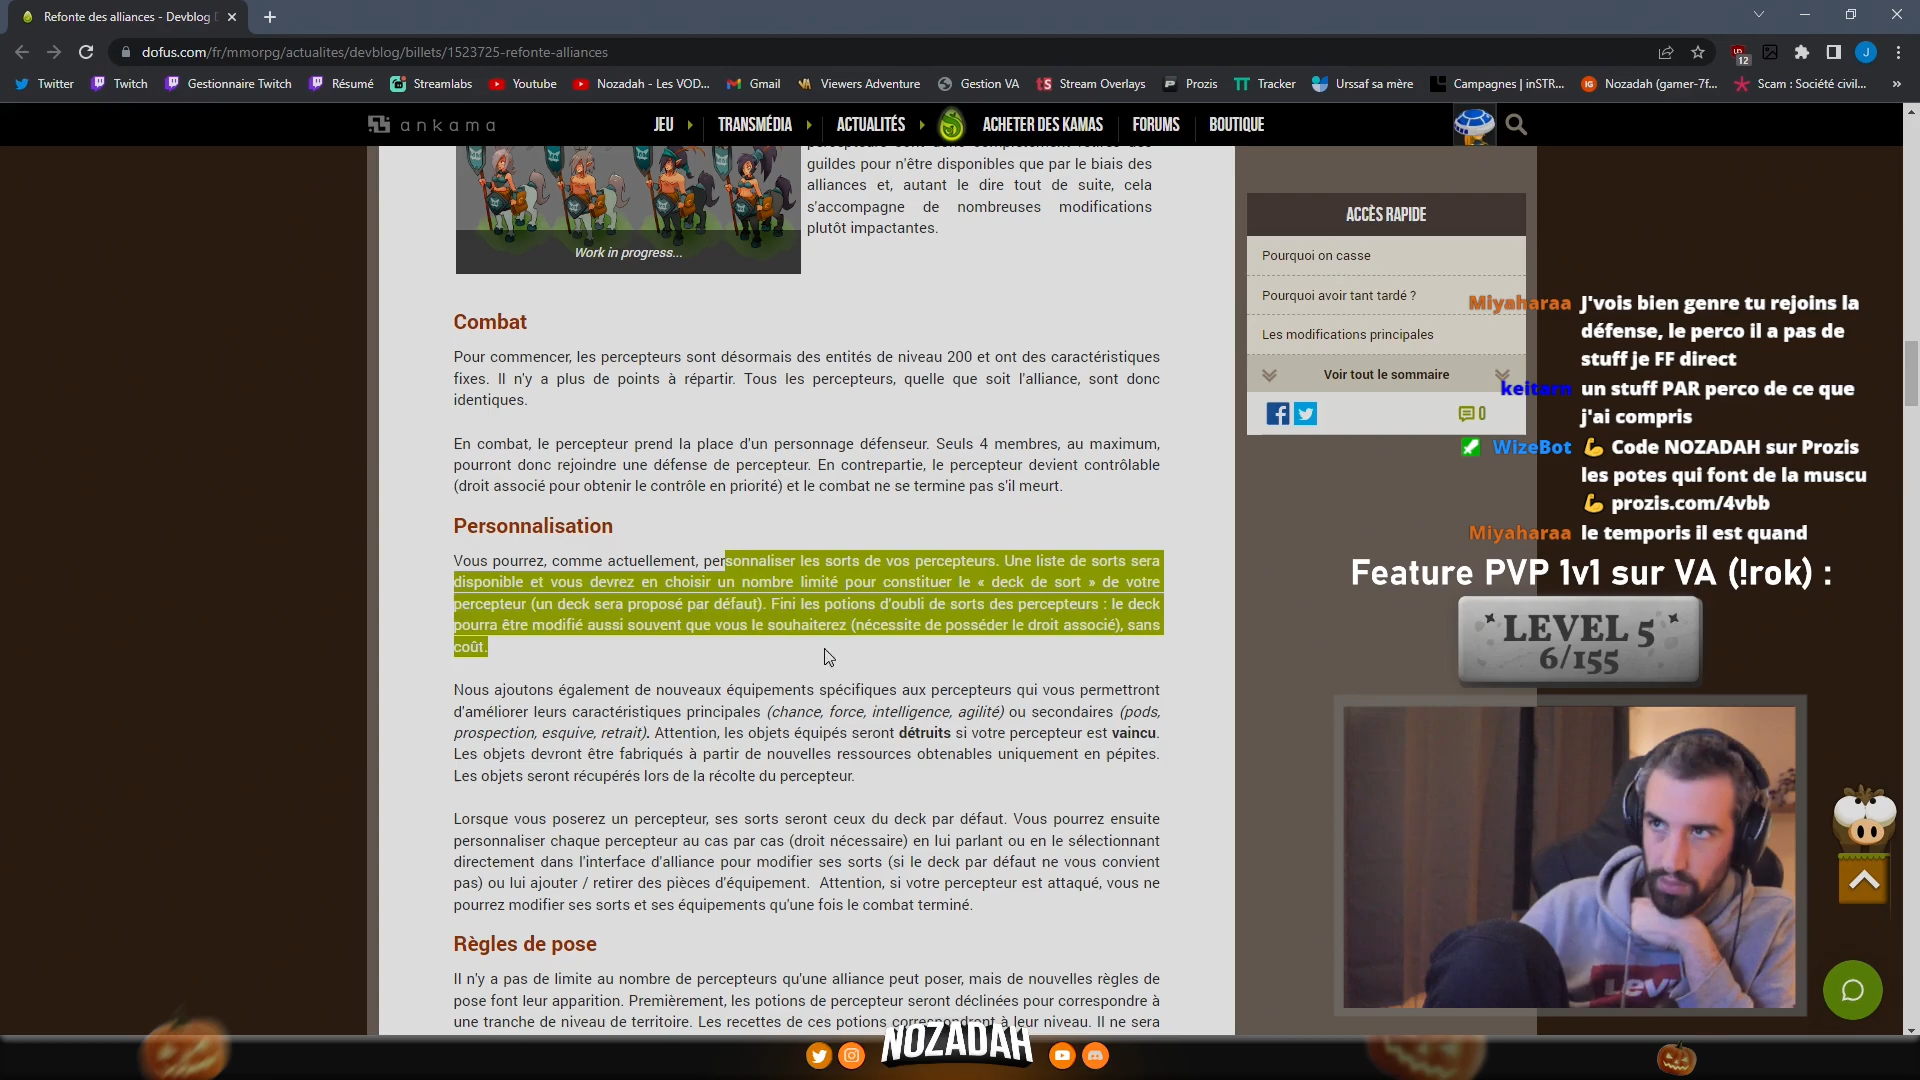 Refonte des alliances - Devblog
dofus.com/fr/mmorpg/actualites/devblog/billets/1523725-refonte-alliances
12
J
Twitter
Twitch
Gestionnaire Twitch
Résumé
Streamlabs
Youtube
Nozadah - Les VOD...
Gmail
Viewers Adventure
Gestion VA
Stream Overlays
Prozis
Tracker
Urssaf sa mère
Campagnes | inSTR...
Nozadah (gamer-7f...
Scam : Société civil...
»
ankama
JEU
TRANSMÉDIA
ACTUALITÉS
ACHETER DES KAMAS
FORUMS
BOUTIQUE
guildes pour n'être disponibles que par le biais des
alliances et, autant le dire tout de suite, cela
s'accompagne de nombreuses modifications
plutôt impactantes.
Work in progress...
Combat
Pour commencer, les percepteurs sont désormais des entités de niveau 200 et ont des caractéristiques
fixes. Il n'y a plus de points à répartir. Tous les percepteurs, quelle que soit l'alliance, sont donc
identiques.
En combat, le percepteur prend la place d'un personnage défenseur. Seuls 4 membres, au maximum,
pourront donc rejoindre une défense de percepteur. En contrepartie, le percepteur devient contrôlable
(droit associé pour obtenir le contrôle en priorité) et le combat ne se termine pas s'il meurt.
Personnalisation
Vous pourrez, comme actuellement, personnaliser les sorts de vos percepteurs. Une liste de sorts sera
disponible et vous devrez en choisir un nombre limité pour constituer le « deck de sort » de votre
percepteur (un deck sera proposé par défaut). Fini les potions d'oubli de sorts des percepteurs : le deck
pourra être modifié aussi souvent que vous le souhaiterez (nécessite de posséder le droit associé), sans
coût.
Nous ajoutons également de nouveaux équipements spécifiques aux percepteurs qui vous permettront
d'améliorer leurs caractéristiques principales (chance, force, intelligence, agilité) ou secondaires (pods,
prospection, esquive, retrait). Attention, les objets équipés seront détruits si votre percepteur est vaincu.
Les objets devront être fabriqués à partir de nouvelles ressources obtenables uniquement en pépites.
Les objets seront récupérés lors de la récolte du percepteur.
Lorsque vous poserez un percepteur, ses sorts seront ceux du deck par défaut. Vous pourrez ensuite
personnaliser chaque percepteur au cas par cas (droit nécessaire) en lui parlant ou en le sélectionnant
directement dans l'interface d'alliance pour modifier ses sorts (si le deck par défaut ne vous convient
pas) ou lui ajouter / retirer des pièces d'équipement. Attention, si votre percepteur est attaqué, vous ne
pourrez modifier ses sorts et ses équipements qu'une fois le combat terminé.
Règles de pose
Il n'y a pas de limite au nombre de percepteurs qu'une alliance peut poser, mais de nouvelles règles de
pose font leur apparition. Premièrement, les potions de percepteur seront déclinées pour correspondre à
une tranche de niveau de territoire. Les recettes de ces potions correspondront à leur niveau. Il ne sera
ACCÈS RAPIDE
Pourquoi on casse
Pourquoi avoir tant tardé ?
Les modifications principales
Voir tout le sommaire
0
Miyaharaa J'vois bien genre tu rejoins la
défense, le perco il a pas de
stuff je FF direct
keitarn un stuff PAR perco de ce que
j'ai compris
WizeBot 💪 Code NOZADAH sur Prozis
les potes qui font de la muscu
💪 prozis.com/4vbb
Miyaharaa le temporis il est quand
Feature PVP 1v1 sur VA (!rok) :
LEVEL 5
6/155
Levi's
NOZADAH